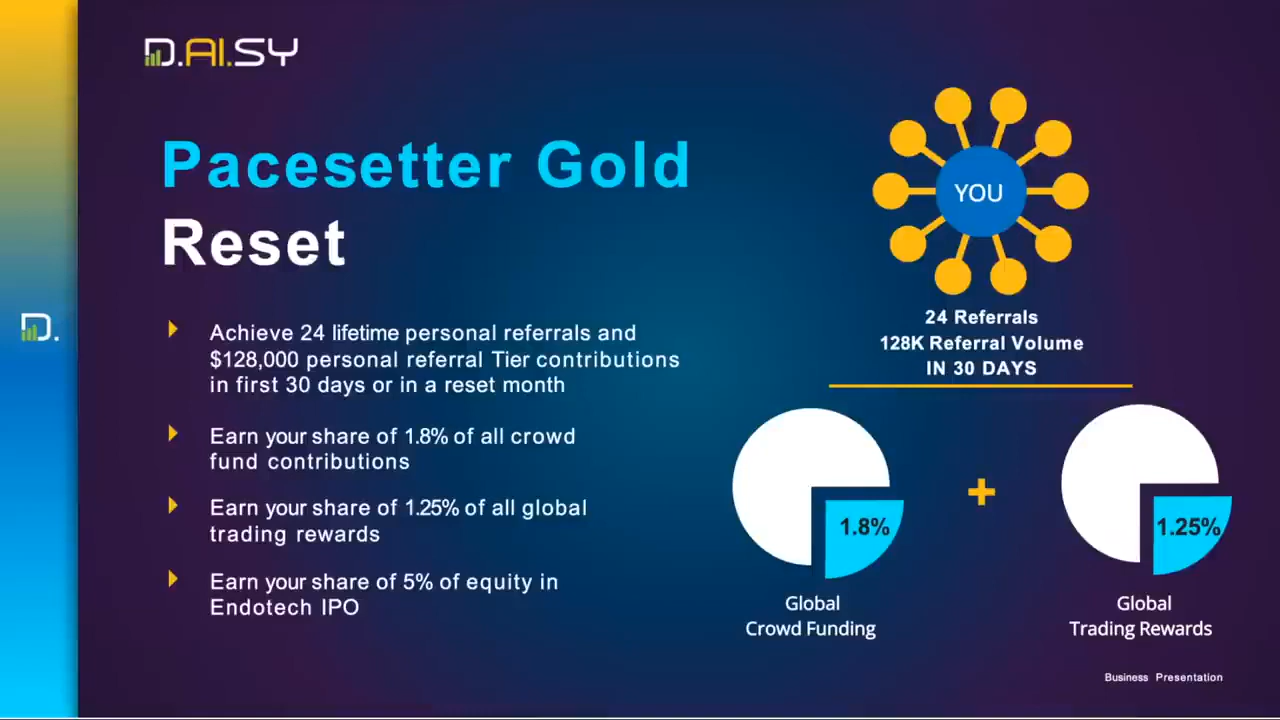 D.AI.SY
Pacesetter Gold
Reset
Achieve 24 lifetime personal referrals and
$128,000 personal referral Tier contributions
in first 30 days or in a reset month
Earn your share of 1.8% of all crowd
fund contributions
Earn your share of 1.25% of all global
trading rewards
Earn your share of 5% of equity in
Endotech IPO
D.
YOU
24 Referrals
128K Referral Volume
IN 30 DAYS
1.8%
+
1.25%
Global
Crowd Funding
Global
Trading Rewards
Business Presentation